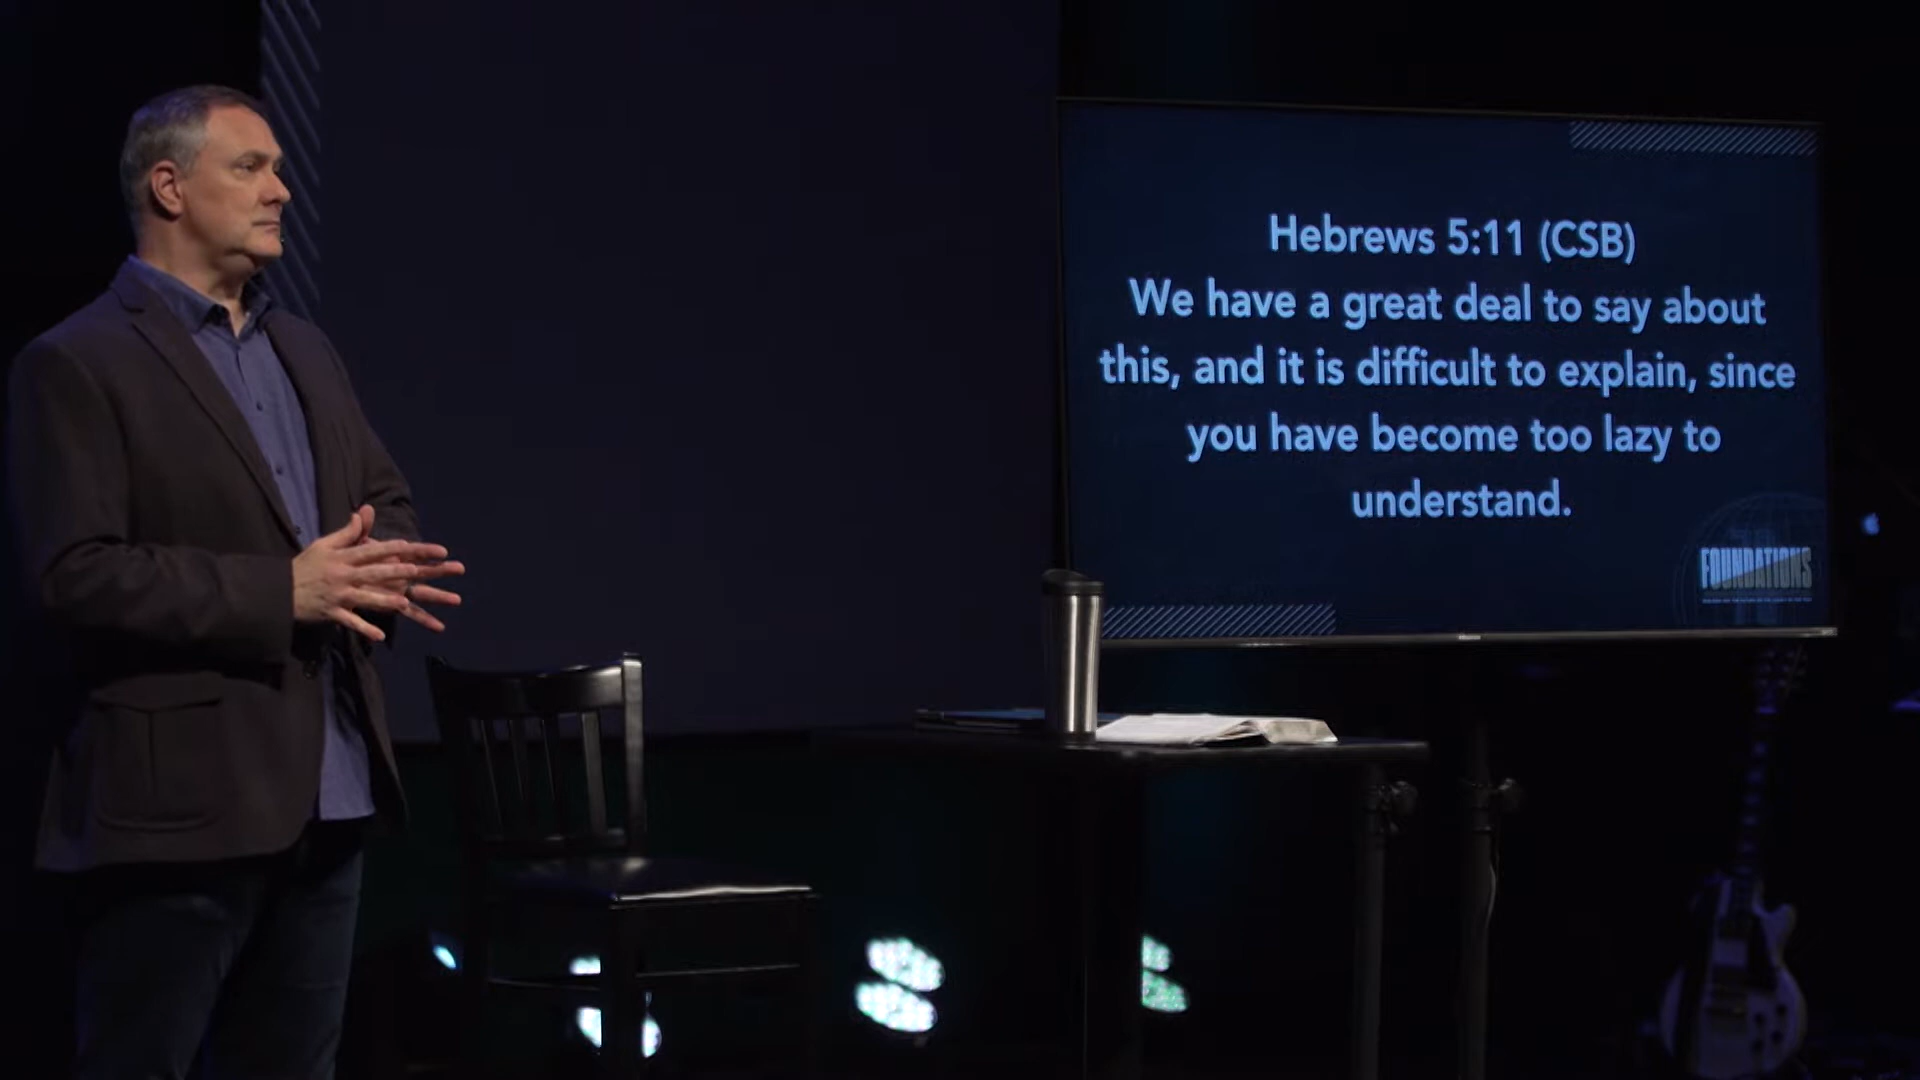 Hebrews 5:11 (CSB)
We have a great deal to say about
this, and it is difficult to explain, since
you have become too lazy to
understand.
FOUNDATIONS
Hisense